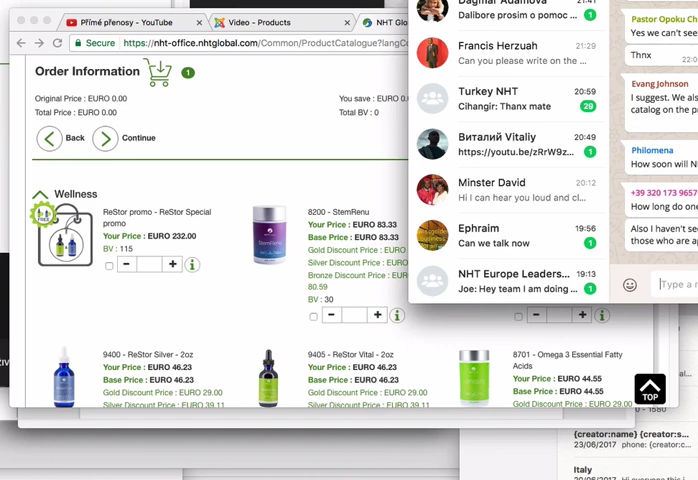 Přímé přenosy - YouTube
Video - Products
NHT Glo
Secure
https://nht-office.nhtglobal.com/Common/ProductCatalogue?langCo
Order Information
1
Original Price : EURO 0.00
You save : EURO 0.
Total Price : EURO 0.00
Total BV : 0
Back
Continue
Wellness
FREE
ReStor promo - ReStor Special
promo
Your Price : EURO 232.00
BV : 115
8200 - StemRenu
Your Price : EURO 83.33
Base Price : EURO 83.33
Gold Discount Price :
Silver Discount Price :
Bronze Discount Price :
80.59
BV : 30
9400 - ReStor Silver - 2oz
Your Price : EURO 46.23
Base Price : EURO 46.23
Gold Discount Price : EURO 29.00
Silver Discount Price : EURO 39.11
9405 - ReStor Vital - 2oz
Your Price : EURO 46.23
Base Price : EURO 46.23
Gold Discount Price : EURO 29.00
Silver Discount Price : EURO 39.11
8701 - Omega 3 Essential Fatty
Acids
Your Price : EURO 44.55
Base Price : EURO 44.55
Gold Discount Price : EURO
TOP
Dagmar Adamova
21:41
Dalibore prosim o pomoc ...
1
Francis Herzuah
21:29
Can you please write on the ...
Turkey NHT
20:59
Cihangir: Thanx mate
29
Виталий Vitaliy
20:49
https://youtu.be/zRrW9z...
1
Minster David
20:12
Hi I can hear you loud and cl...
Ephraim
19:56
Can we talk now
1
NHT Europe Leaders...
19:13
Joe: Hey team I am doing ...
1
Pastor Opoku Ch
Yes we can't see
Thnx
Evang Johnson
I suggest. We als
catalog on the pr
Philomena
How soon will N
+39 320 173 9657
How long do one
Also I haven't see
those who are ap
Type a m
- 1580
{creator:name} {creator:s...
23/06/2017 phone: {creator:c...
Italy